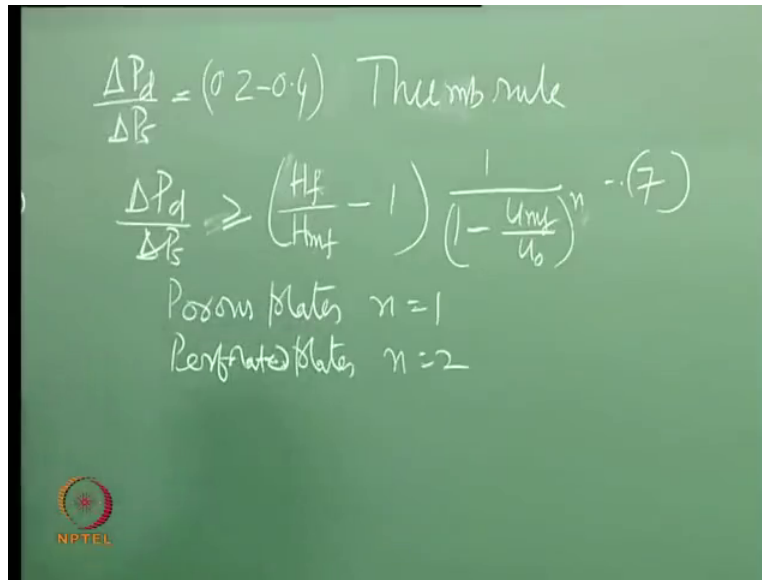 ΔPd/ΔPs = (0.2-0.4) Thumb rule
ΔPd/ΔPs ≥ (Hf/Hmf - 1) 1/(1 - Umf/U0)^n --(7)
Porous plates, n = 1
Perforated plates, n = 2
NPTEL